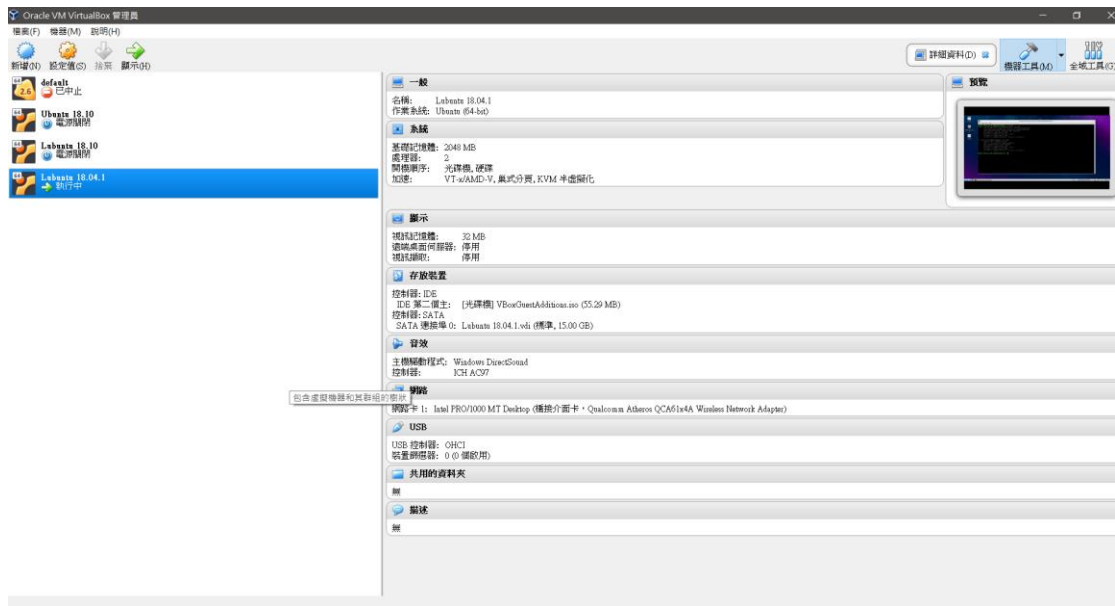 Oracle VM VirtualBox 管理員
檔案(F) 機器(M) 說明(H)
新增(N) 設定值(S) 捨棄 顯示(H)
詳細資料(D) 機器工具(M) 全域工具(G)
default
已中止
Ubuntu 18.10
電源關閉
Lubuntu 18.10
電源關閉
Lubuntu 18.04.1
執行中
一般
名稱: Lubuntu 18.04.1
作業系統: Ubuntu (64-bit)
預覽
系統
基礎記憶體: 2048 MB
處理器: 2
開機順序: 光碟機, 硬碟
加速: VT-x/AMD-V, 巢式分頁, KVM 半虛擬化
顯示
視訊記憶體: 32 MB
遠端桌面伺服器: 停用
視訊擷取: 停用
存放裝置
控制器: IDE
IDE 第二個主: [光碟機] VBoxGuestAdditions.iso (55.29 MB)
控制器: SATA
SATA 連接埠 0: Lubuntu 18.04.1.vdi (標準, 15.00 GB)
音效
主機驅動程式: Windows DirectSound
控制器: ICH AC97
網路
包含虛擬機器和其群組的樹狀
網路卡 1: Intel PRO/1000 MT Desktop (橋接介面卡,Qualcomm Atheros QCA61x4A Wireless Network Adapter)
USB
USB 控制器: OHCI
裝置篩選器: 0 (0 個啟用)
共用的資料夾
無
描述
無